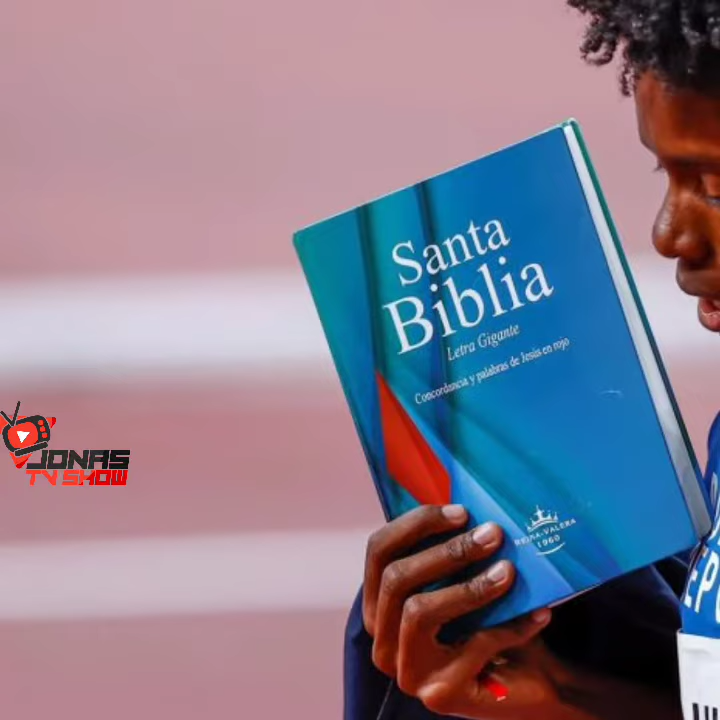 Santa
Biblia
Letra Gigante
Concordancia y palabras de Jesús en rojo
REINA-VALERA
1960
JONAS
TV SHOW